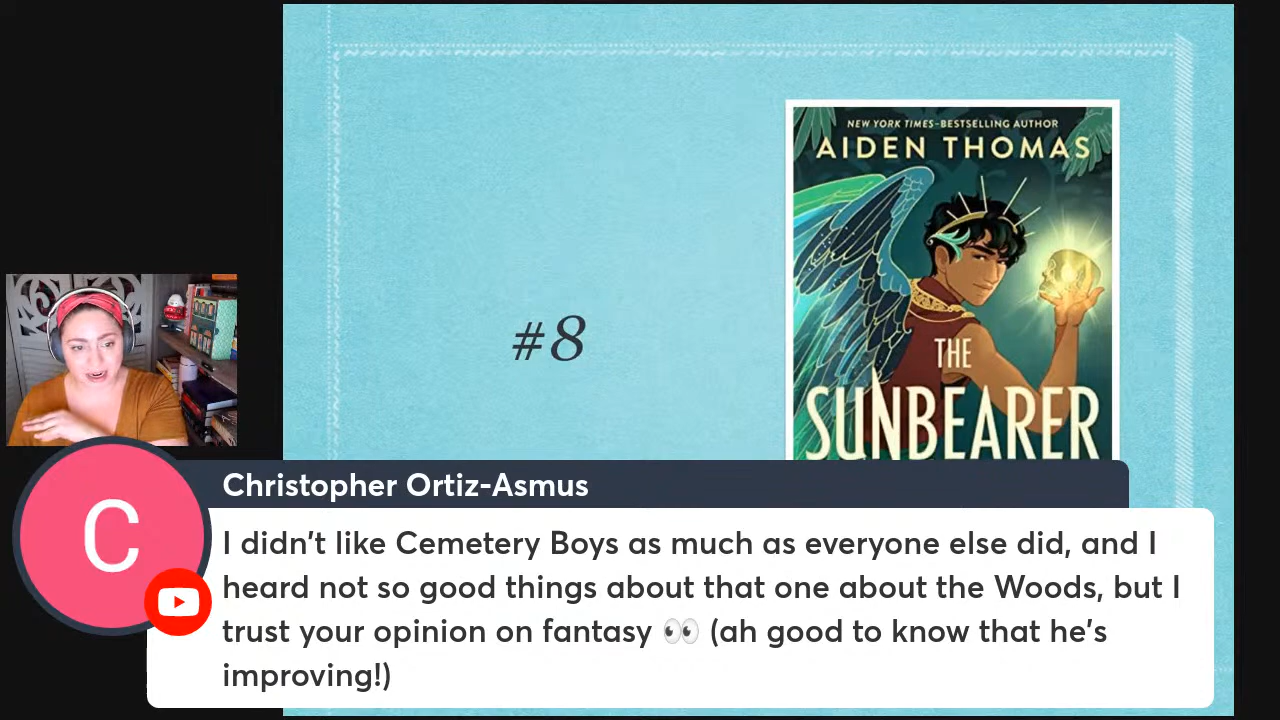 NEW YORK TIMES-BESTSELLING AUTHOR
AIDEN THOMAS
#8
THE
SUNBEARER
C
Christopher Ortiz-Asmus
I didn't like Cemetery Boys as much as everyone else did, and I
heard not so good things about that one about the Woods, but I
trust your opinion on fantasy 👀 (ah good to know that he's
improving!)